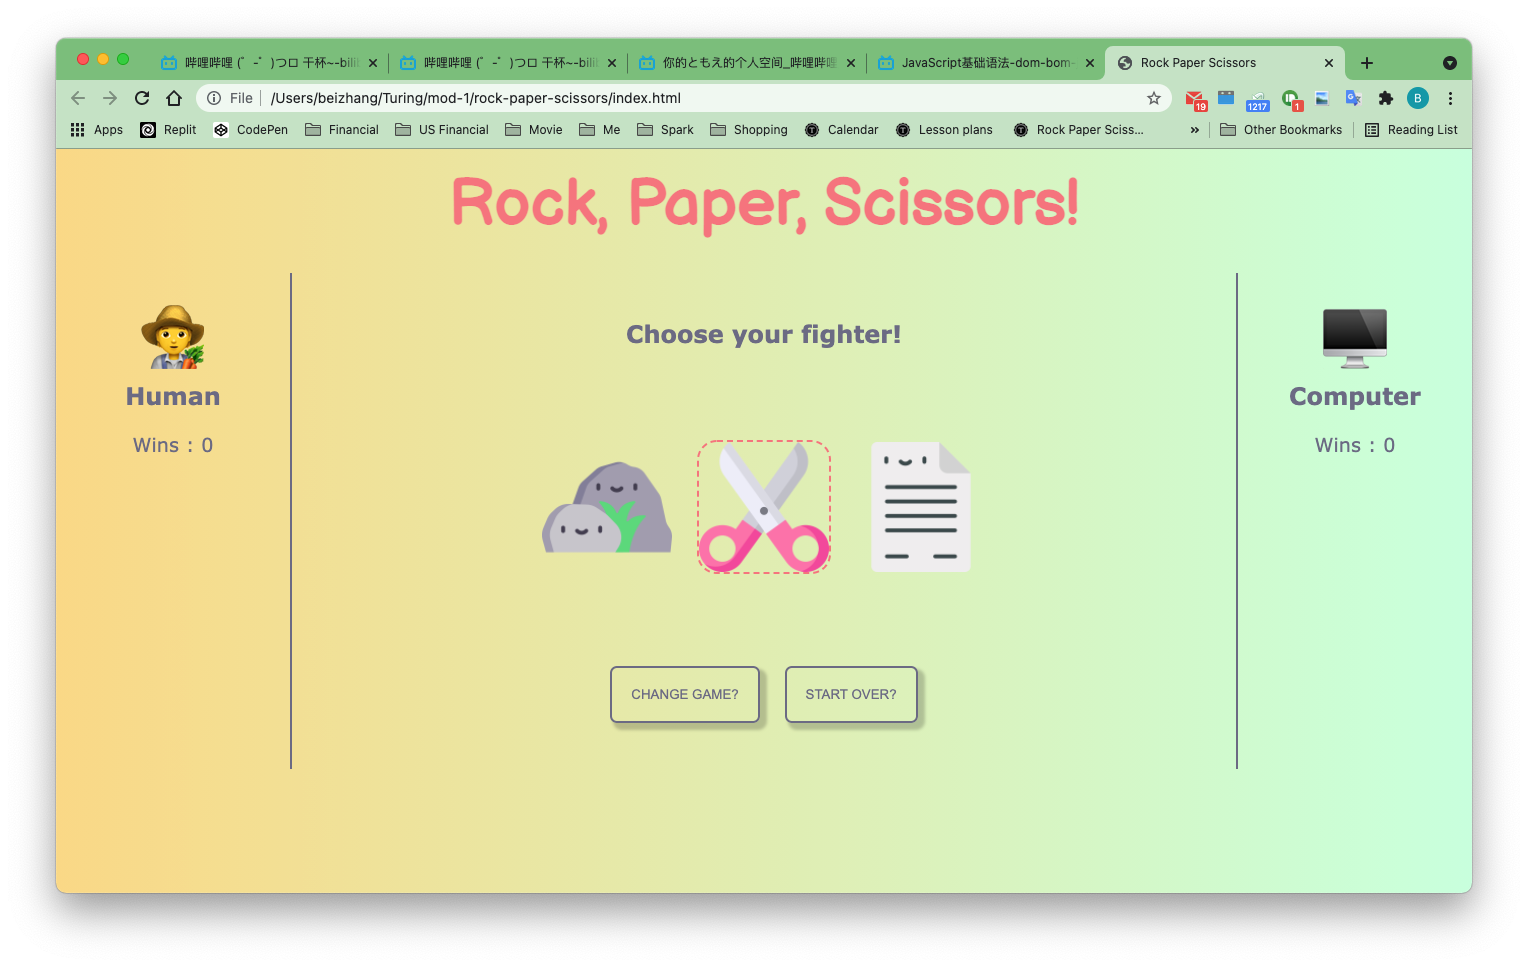 哔哩哔哩 (゜-゜)つロ 干杯~-bili
哔哩哔哩 (゜-゜)つロ 干杯~-bili
你的ともえ的个人空间_哔哩哔哩
JavaScript基础语法-dom-bom-
Rock Paper Scissors
File
/Users/beizhang/Turing/mod-1/rock-paper-scissors/index.html
19
1217
1
B
Apps
Replit
CodePen
Financial
US Financial
Movie
Me
Spark
Shopping
Calendar
Lesson plans
Rock Paper Sciss...
»
Other Bookmarks
Reading List
Rock, Paper, Scissors!
Human
Wins : 0
Choose your fighter!
CHANGE GAME?
START OVER?
Computer
Wins : 0